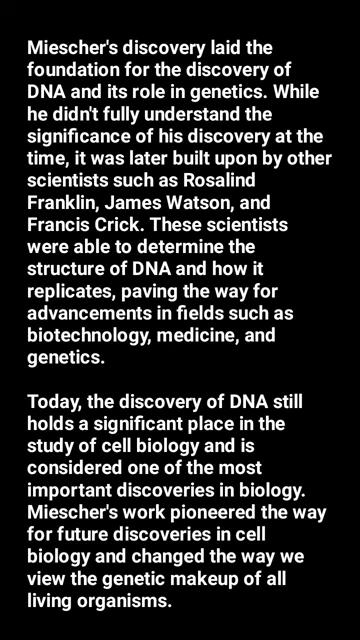 Miescher's discovery laid the
foundation for the discovery of
DNA and its role in genetics. While
he didn't fully understand the
significance of his discovery at the
time, it was later built upon by other
scientists such as Rosalind
Franklin, James Watson, and
Francis Crick. These scientists
were able to determine the
structure of DNA and how it
replicates, paving the way for
advancements in fields such as
biotechnology, medicine, and
genetics.

Today, the discovery of DNA still
holds a significant place in the
study of cell biology and is
considered one of the most
important discoveries in biology.
Miescher's work pioneered the way
for future discoveries in cell
biology and changed the way we
view the genetic makeup of all
living organisms.